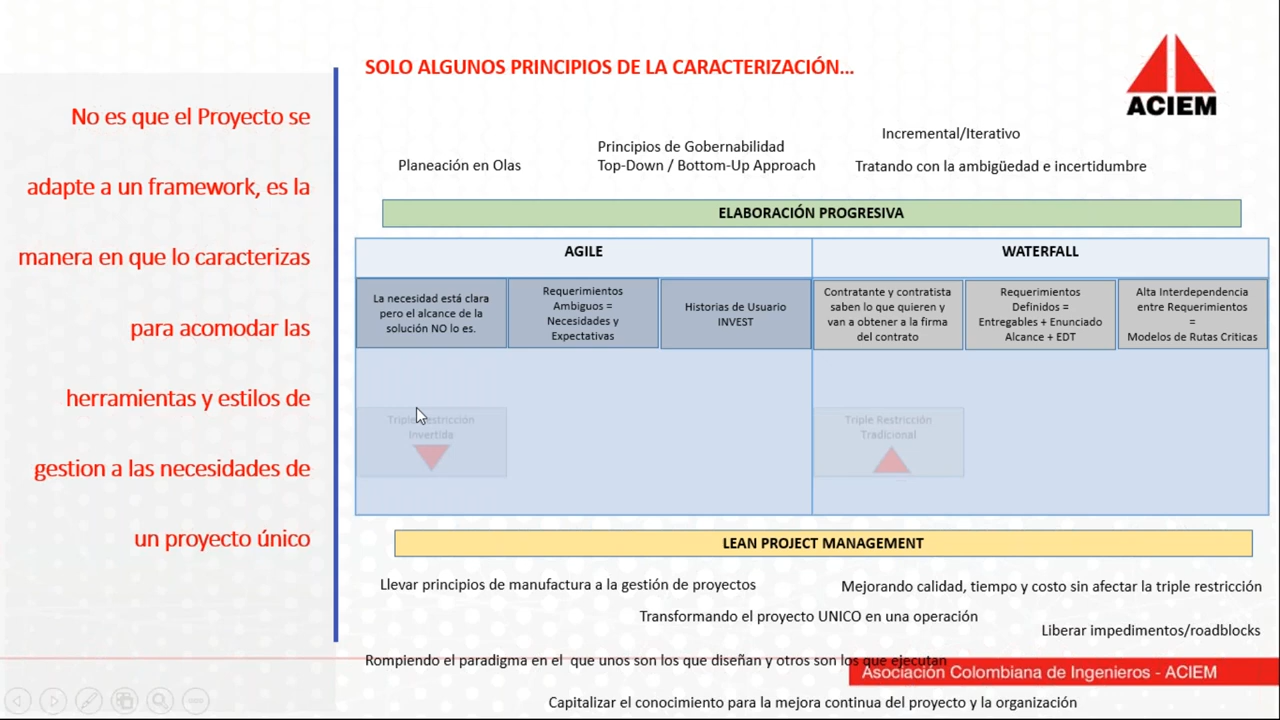 SOLO ALGUNOS PRINCIPIOS DE LA CARACTERIZACIÓN...
ACIEM
No es que el Proyecto se
adapte a un framework, es la
manera en que lo caracterizas
para acomodar las
herramientas y estilos de
gestion a las necesidades de
un proyecto único
Planeación en Olas
Principios de Gobernabilidad
Top-Down / Bottom-Up Approach
Incremental/Iterativo
Tratando con la ambigüedad e incertidumbre
ELABORACIÓN PROGRESIVA
AGILE
La necesidad está clara
pero el alcance de la
solución NO lo es.
Requerimientos
Ambiguos =
Necesidades y
Expectativas
Historias de Usuario
INVEST
Triple Restricción
Invertida
WATERFALL
Contratante y contratista
saben lo que quieren y
van a obtener a la firma
del contrato
Requerimientos
Definidos =
Entregables + Enunciado
Alcance + EDT
Alta Interdependencia
entre Requerimientos
=
Modelos de Rutas Críticas
Triple Restricción
Tradicional
LEAN PROJECT MANAGEMENT
Llevar principios de manufactura a la gestión de proyectos
Mejorando calidad, tiempo y costo sin afectar la triple restricción
Transformando el proyecto UNICO en una operación
Liberar impedimentos/roadblocks
Rompiendo el paradigma en el que unos son los que diseñan y otros son los que ejecutan
Asociación Colombiana de Ingenieros - ACIEM
Capitalizar el conocimiento para la mejora continua del proyecto y la organización